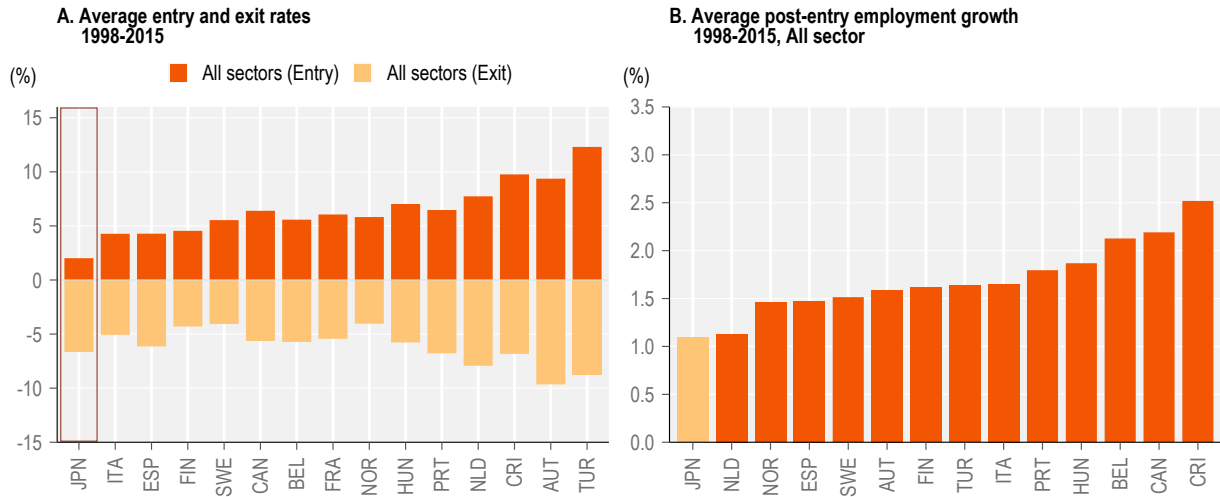 A. Average entry and exit rates
1998-2015
(%)
All sectors (Entry)
All sectors (Exit)
15
10
5
0
-5
-10
-15
JPN
ITA
ESP
FIN
SWE
CAN
BEL
FRA
NOR
HUN
PRT
NLD
CRI
AUT
TUR
B. Average post-entry employment growth
1998-2015, All sector
(%)
3.5
3.0
2.5
2.0
1.5
1.0
0.5
0.0
JPN
NLD
NOR
ESP
SWE
AUT
FIN
TUR
ITA
PRT
HUN
BEL
CAN
CRI